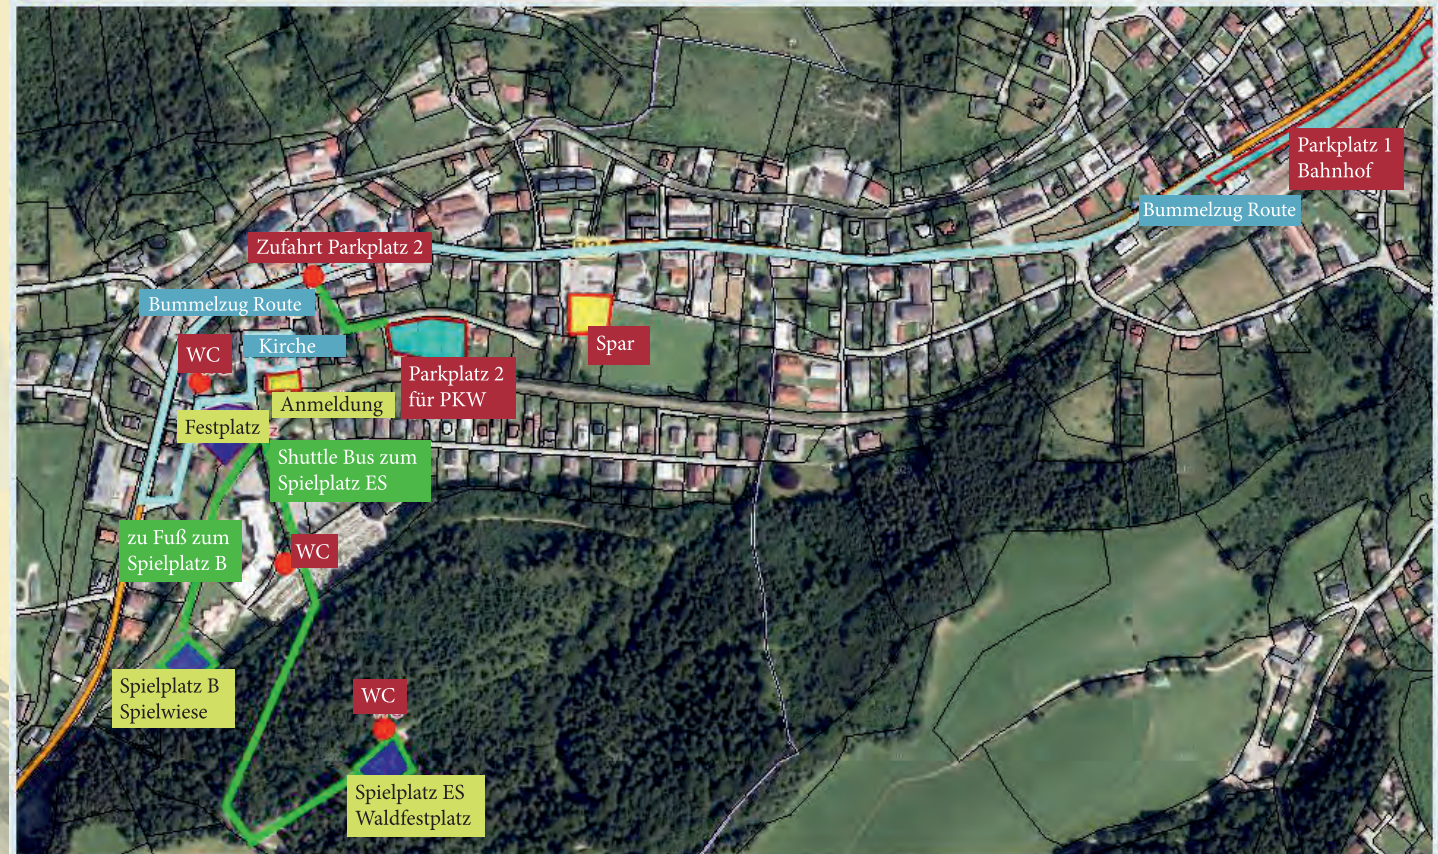 Parkplatz 1
Bahnhof
Bummelzug Route
Zufahrt Parkplatz 2
Bummelzug Route
Kirche
WC
Spar
Parkplatz 2
für PKW
Anmeldung
Festplatz
Shuttle Bus zum
Spielplatz ES
zu Fuß zum
Spielplatz B
WC
Spielplatz B
Spielwiese
WC
Spielplatz ES
Waldfestplatz